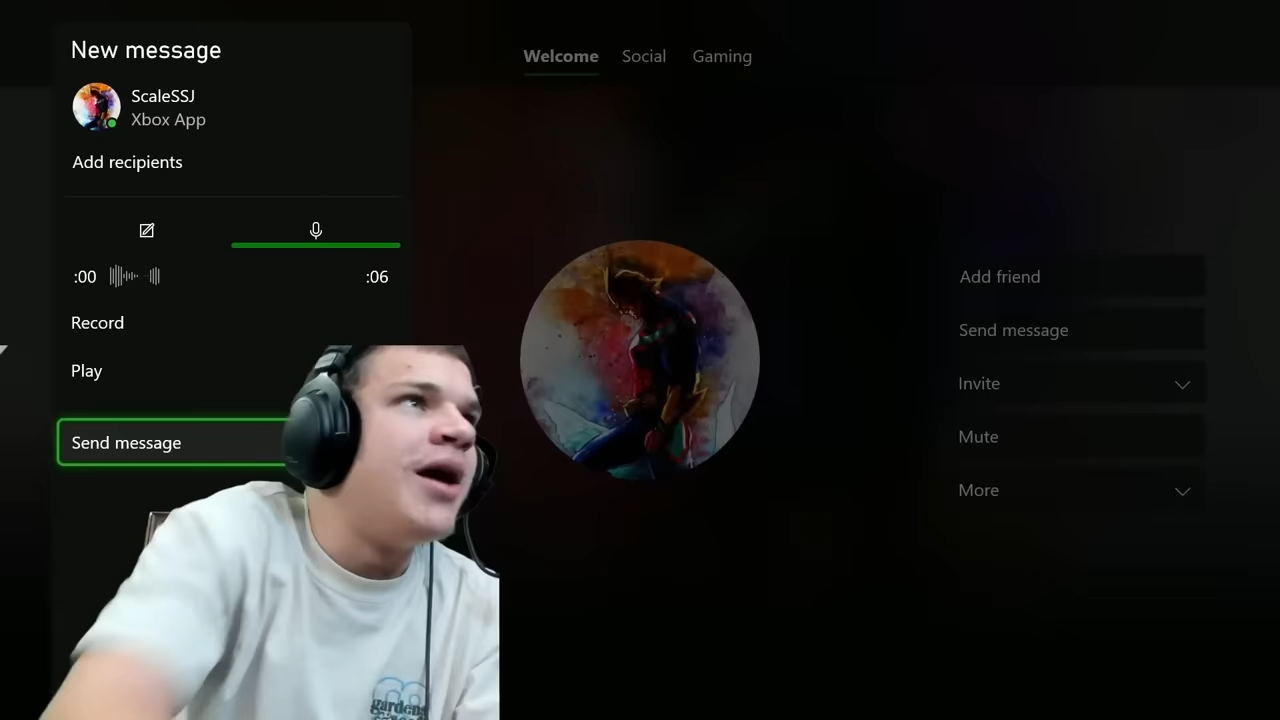 New message
Welcome Social Gaming
ScaleSSJ
Xbox App
Add recipients
:00 :06
Record
Play
Send message
Add friend
Send message
Invite
Mute
More
gardens